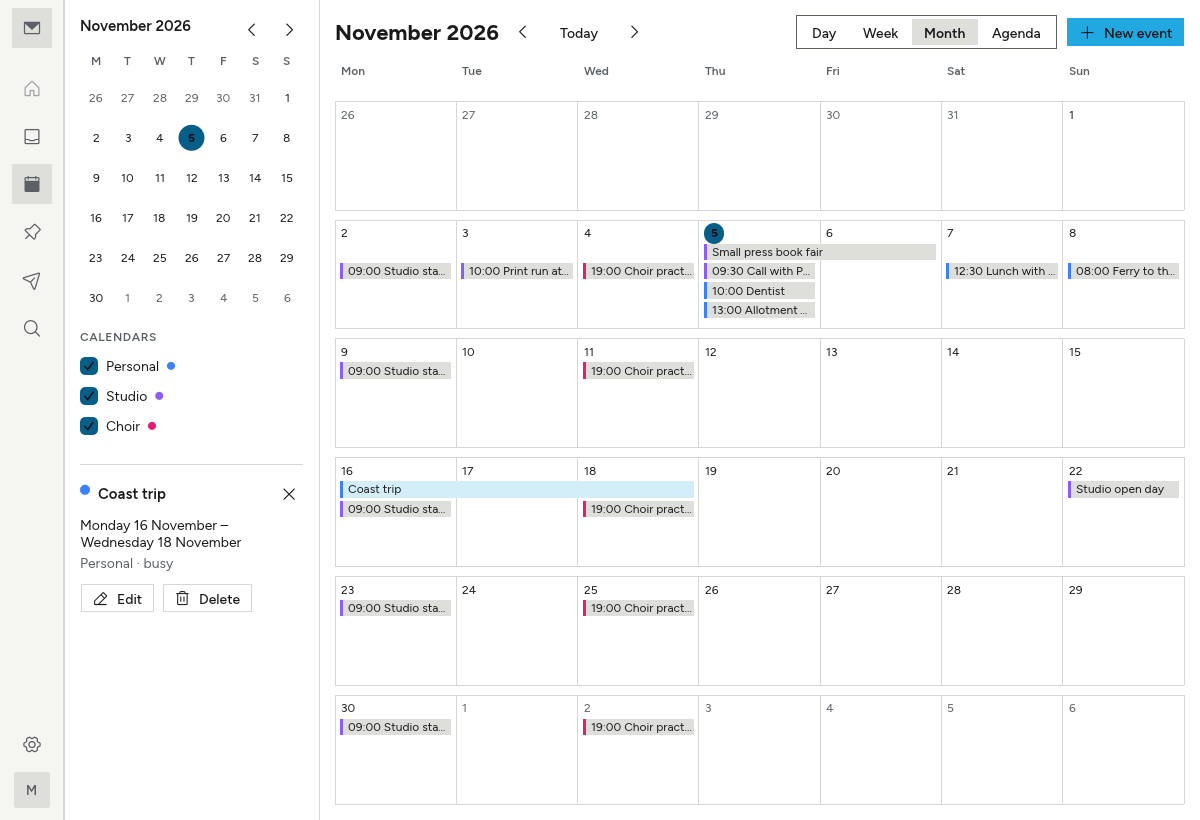 November 2026
M T W T F S S
26 27 28 29 30 31 1
2 3 4 5 6 7 8
9 10 11 12 13 14 15
16 17 18 19 20 21 22
23 24 25 26 27 28 29
30 1 2 3 4 5 6
CALENDARS
Personal
Studio
Choir
Coast trip
Monday 16 November –
Wednesday 18 November
Personal · busy
Edit Delete
M
November 2026 Today Day Week Month Agenda New event
Mon Tue Wed Thu Fri Sat Sun
26 27 28 29 30 31 1
2 3 4 5 6 7 8
Small press book fair
09:00 Studio sta... 10:00 Print run at... 19:00 Choir pract... 09:30 Call with P... 12:30 Lunch with ... 08:00 Ferry to th...
10:00 Dentist
13:00 Allotment ...
9 10 11 12 13 14 15
09:00 Studio sta... 19:00 Choir pract...
16 17 18 19 20 21 22
Coast trip Studio open day
09:00 Studio sta... 19:00 Choir pract...
23 24 25 26 27 28 29
09:00 Studio sta... 19:00 Choir pract...
30 1 2 3 4 5 6
09:00 Studio sta... 19:00 Choir pract...